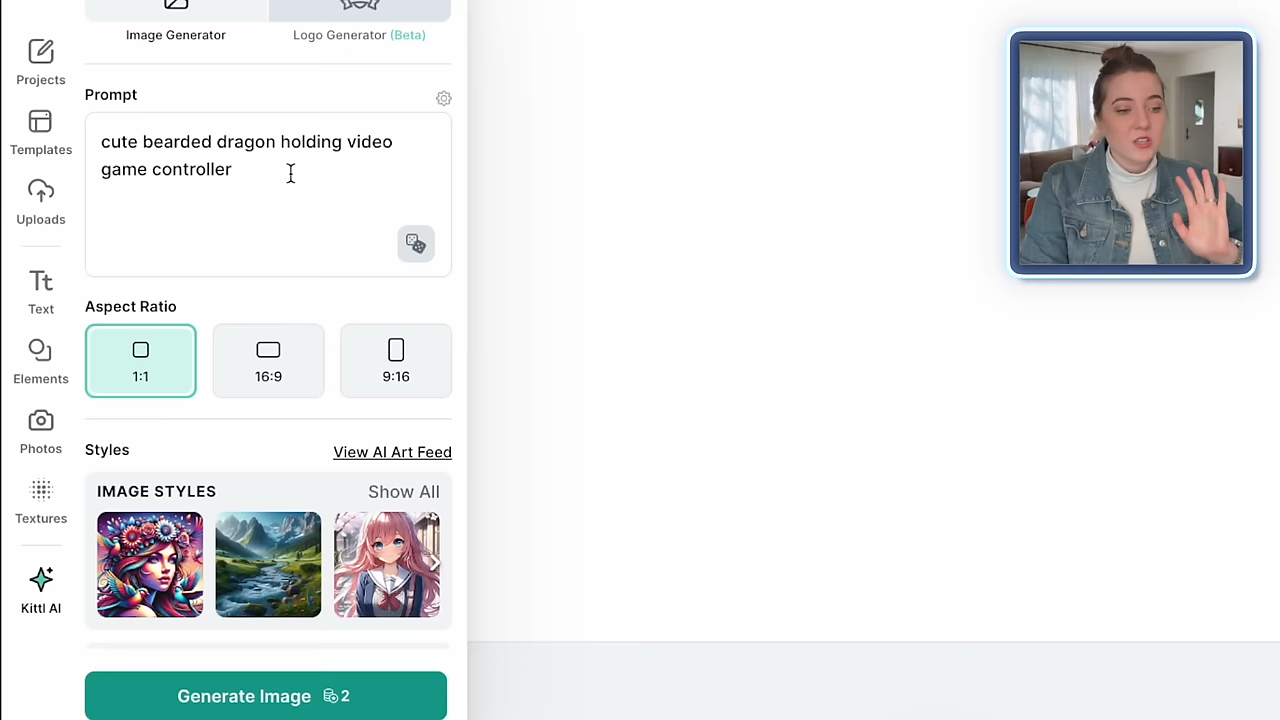 Image Generator
Logo Generator (Beta)
Projects
Templates
Uploads
Text
Elements
Photos
Textures
Kittl AI
Prompt
cute bearded dragon holding video
game controller
Aspect Ratio
1:1
16:9
9:16
Styles
View AI Art Feed
IMAGE STYLES
Show All
Generate Image 2